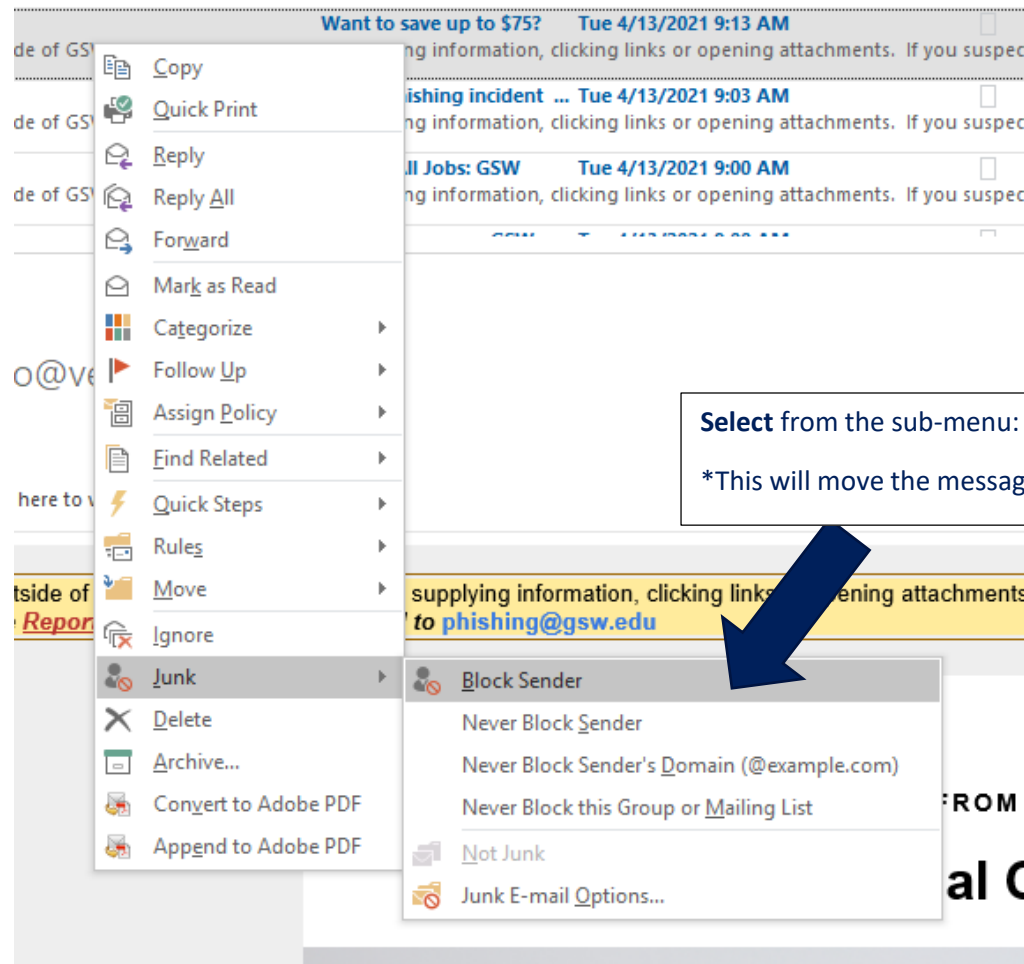 Want to save up to $75? Tue 4/13/2021 9:13 AM
de of GS ng information, clicking links or opening attachments. If you suspec
ishing incident ... Tue 4/13/2021 9:03 AM
de of GS ng information, clicking links or opening attachments. If you suspec
ll Jobs: GSW Tue 4/13/2021 9:00 AM
de of GS ng information, clicking links or opening attachments. If you suspec
Copy
Quick Print
Reply
Reply All
Forward
Mark as Read
Categorize
o@ve
Follow Up
Assign Policy
Find Related
here to
Quick Steps
Rules
Move
Ignore
Junk
Delete
Archive...
Convert to Adobe PDF
Append to Adobe PDF
Select from the sub-menu:
*This will move the messag
tside of supplying information, clicking links ening attachments
Repor to phishing@gsw.edu
Block Sender
Never Block Sender
Never Block Sender's Domain (@example.com)
Never Block this Group or Mailing List
Not Junk
Junk E-mail Options...
FROM
al